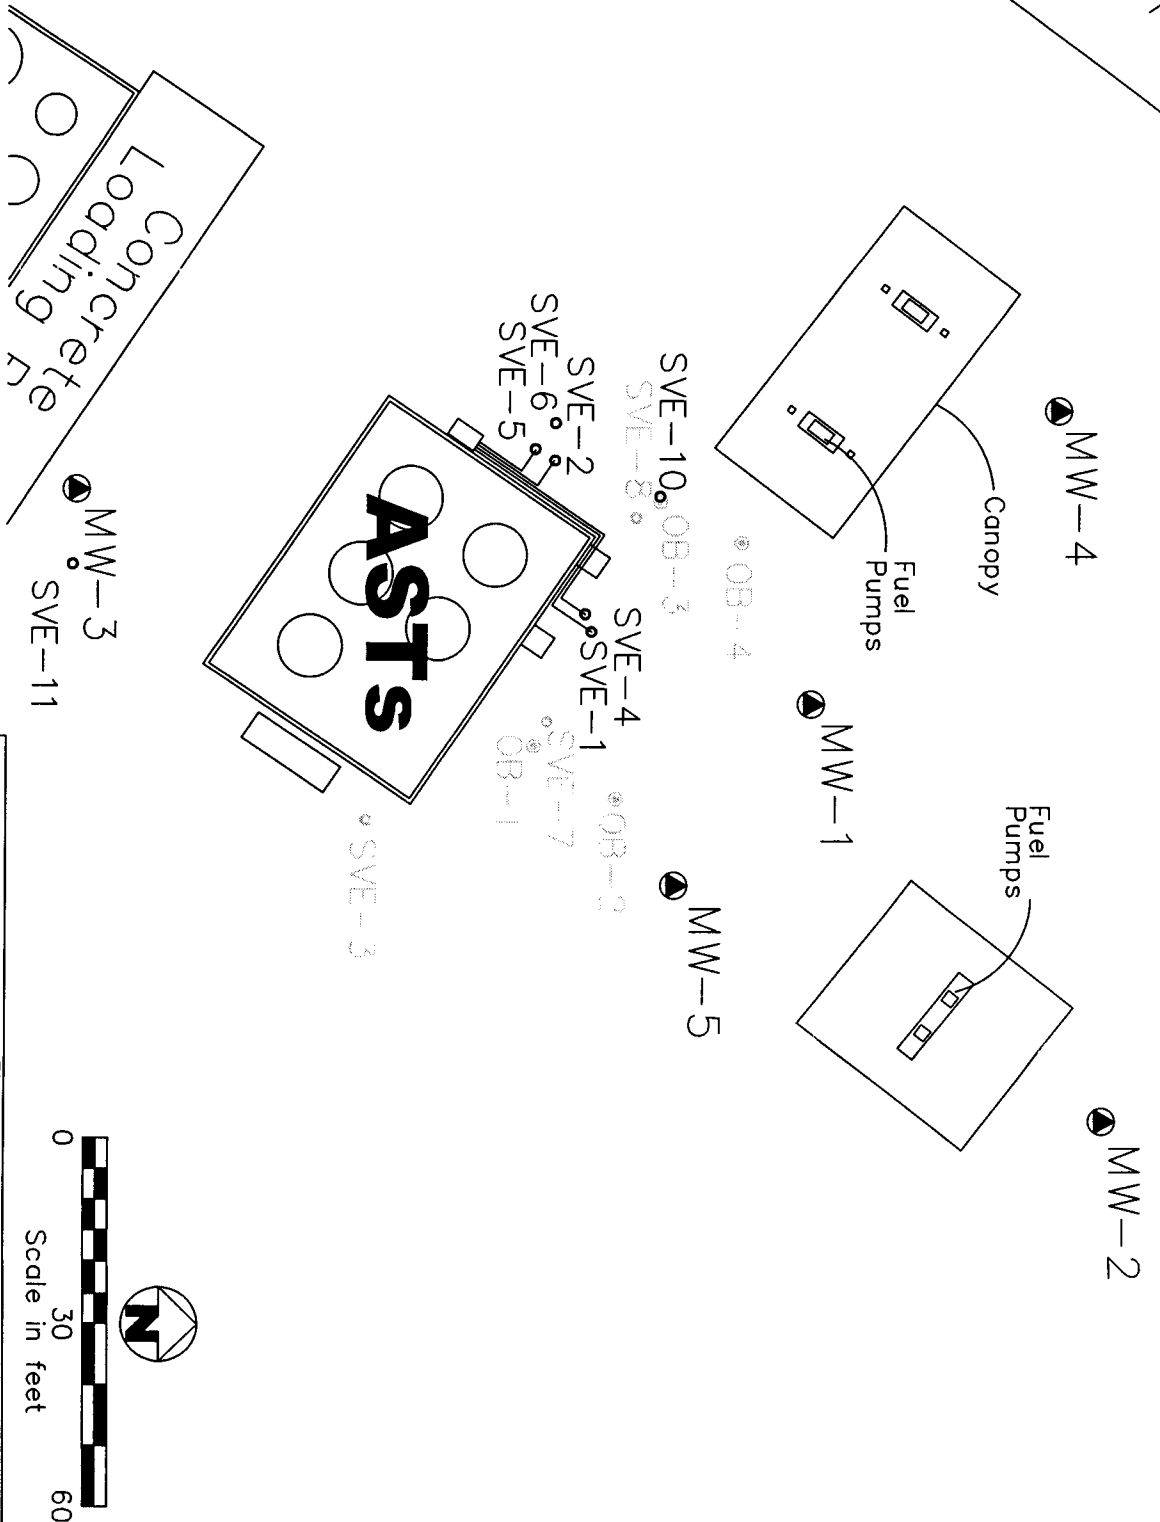 MW-4
Canopy
Fuel
Pumps
SVE-10
SVE-8
OB-3
OB-4
SVE-2
SVE-6
SVE-5
Concrete
Loading
ASTs
SVE-4
SVE-1
MW-1
MW-3
SVE-11
SVE-7
OB-1
OB-2
SVE-3
MW-5
Fuel
Pumps
MW-2
N
0 30 60
Scale in feet